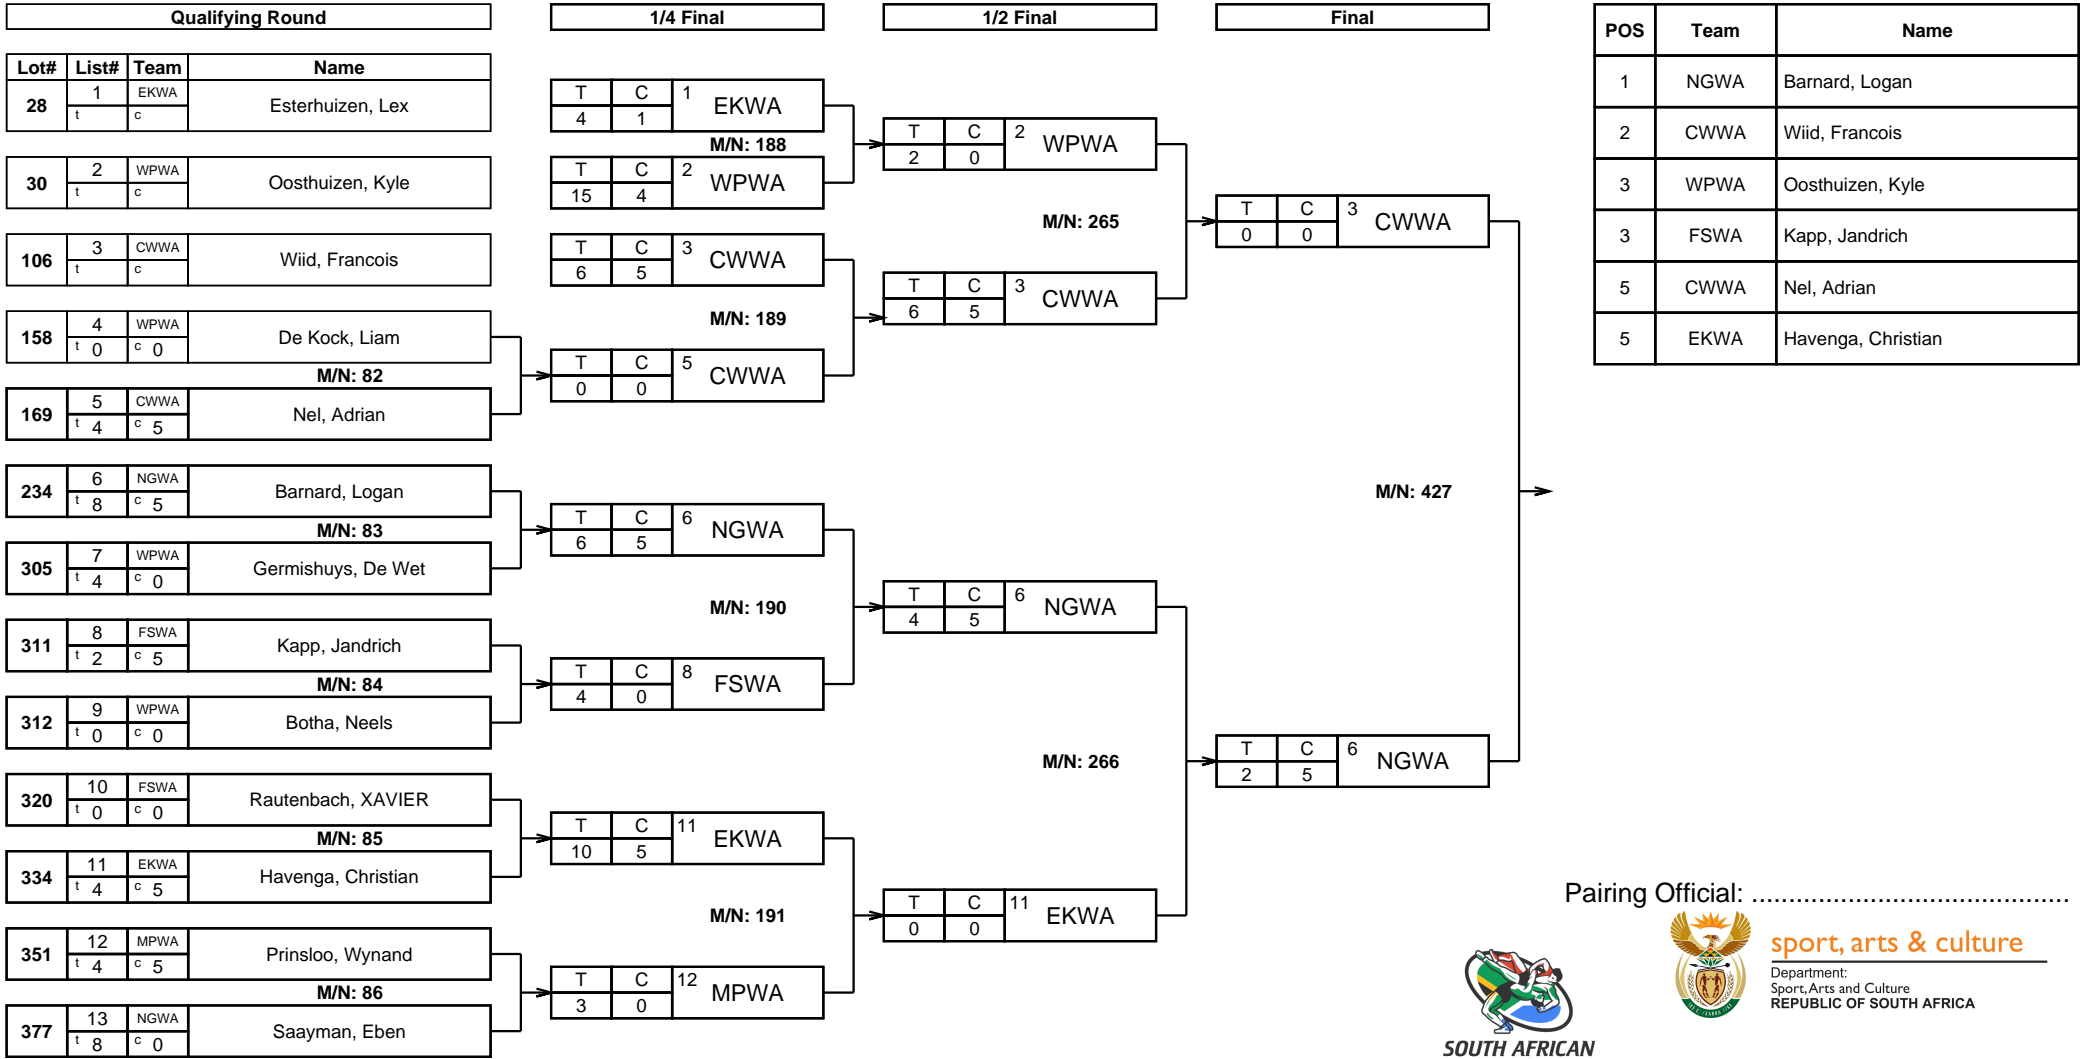 Qualifying Round
1/4 Final
1/2 Final
Final
POS Team Name
1 NGWA Barnard, Logan
2 CWWA Wiid, Francois
3 WPWA Oosthuizen, Kyle
3 FSWA Kapp, Jandrich
5 CWWA Nel, Adrian
5 EKWA Havenga, Christian
Lot# List# Team Name
28 1 EKWA Esterhuizen, Lex
t c
30 2 WPWA Oosthuizen, Kyle
t c
106 3 CWWA Wiid, Francois
t c
158 4 WPWA De Kock, Liam
t 0 c 0
M/N: 82
169 5 CWWA Nel, Adrian
t 4 c 5
234 6 NGWA Barnard, Logan
t 8 c 5
M/N: 83
305 7 WPWA Germishuys, De Wet
t 4 c 0
311 8 FSWA Kapp, Jandrich
t 2 c 5
M/N: 84
312 9 WPWA Botha, Neels
t 0 c 0
320 10 FSWA Rautenbach, XAVIER
t 0 c 0
M/N: 85
334 11 EKWA Havenga, Christian
t 4 c 5
351 12 MPWA Prinsloo, Wynand
t 4 c 5
M/N: 86
377 13 NGWA Saayman, Eben
t 8 c 0
T C 1 EKWA
4 1
M/N: 188
T C 2 WPWA
15 4
T C 3 CWWA
6 5
M/N: 189
T C 5 CWWA
0 0
T C 6 NGWA
6 5
M/N: 190
T C 8 FSWA
4 0
T C 11 EKWA
10 5
M/N: 191
T C 12 MPWA
3 0
T C 2 WPWA
2 0
M/N: 265
T C 3 CWWA
6 5
T C 6 NGWA
4 5
M/N: 266
T C 11 EKWA
0 0
T C 3 CWWA
0 0
M/N: 427
T C 6 NGWA
2 5
Pairing Official: ...........................................
sport, arts & culture
Department:
Sport, Arts and Culture
REPUBLIC OF SOUTH AFRICA
SOUTH AFRICAN